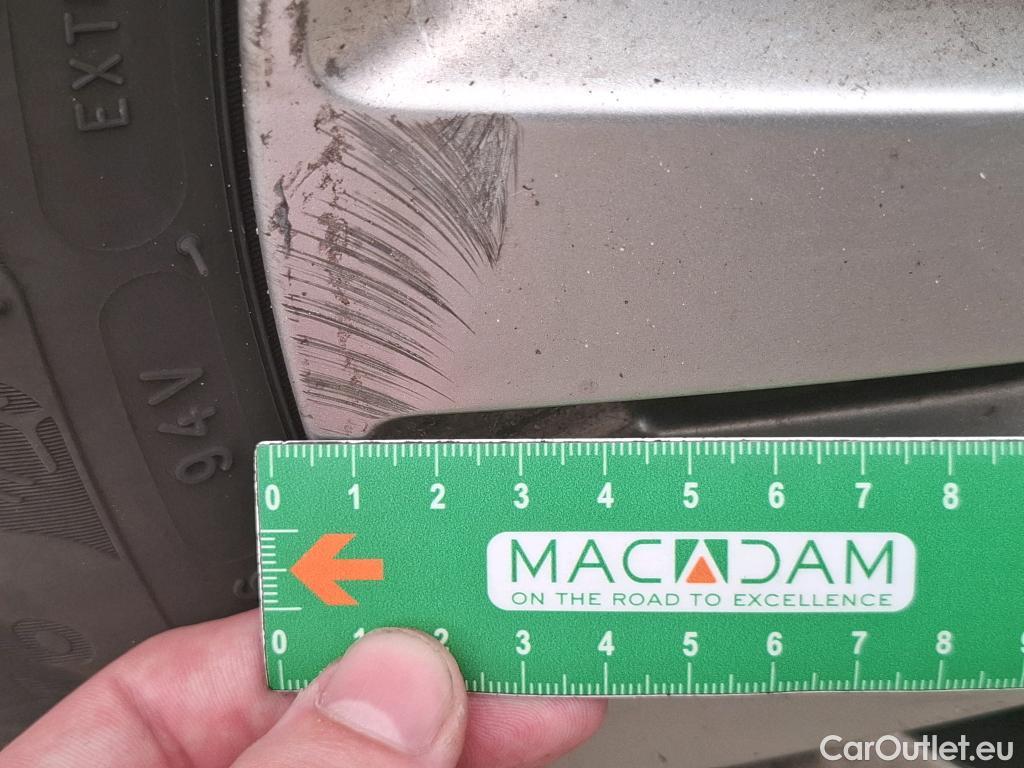 EXT
94V
0 1 2 3 4 5 6 7 8
MACADAM
ON THE ROAD TO EXCELLENCE
0 1 2 3 4 5 6 7 8 9
CarOutlet.eu